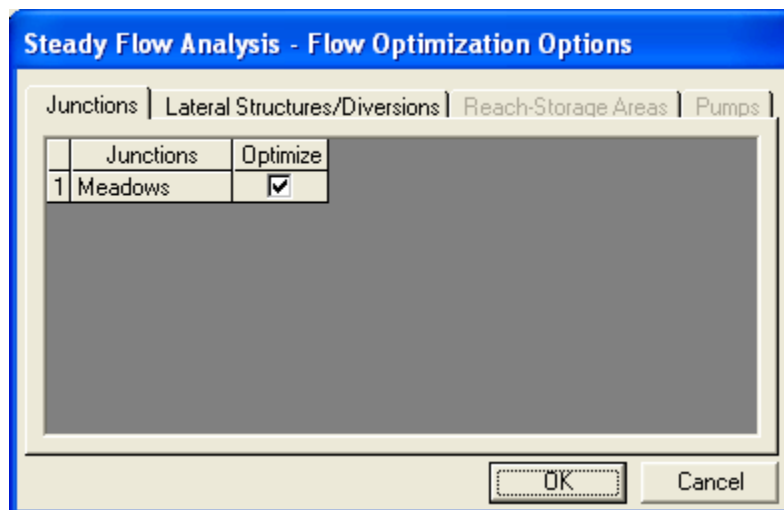 Steady Flow Analysis - Flow Optimization Options
Junctions Lateral Structures/Diversions Reach-Storage Areas Pumps
Junctions Optimize
1 Meadows
OK Cancel